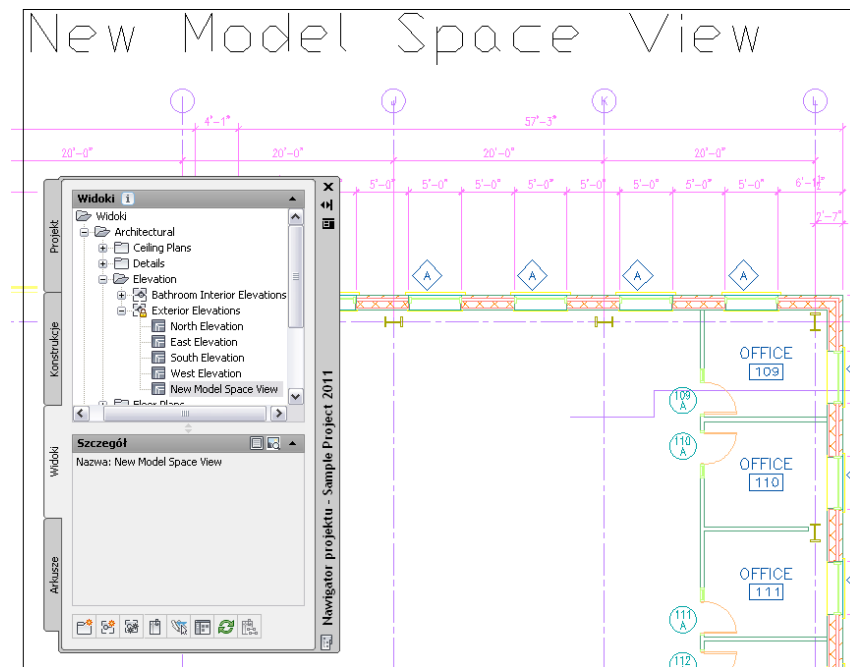 New Model Space View
J
K
L
4'-1"
57'-3"
20'-0"
20'-0"
20'-0"
20'-0"
5'-0"
5'-0"
5'-0"
5'-0"
5'-0"
5'-0"
5'-0"
5'-0"
2'-7"
A
A
A
A
Projekt
Konstrukcje
Widoki
Arkusze
Widoki
Widoki
Architectural
Ceiling Plans
Details
Elevation
Bathroom Interior Elevations
Exterior Elevations
North Elevation
East Elevation
South Elevation
West Elevation
New Model Space View
Floor Plans
Szczegół
Nazwa: New Model Space View
Nawigator projektu - Sample Project 2011
OFFICE
109
109
A
110
A
OFFICE
110
OFFICE
111
111
A
112